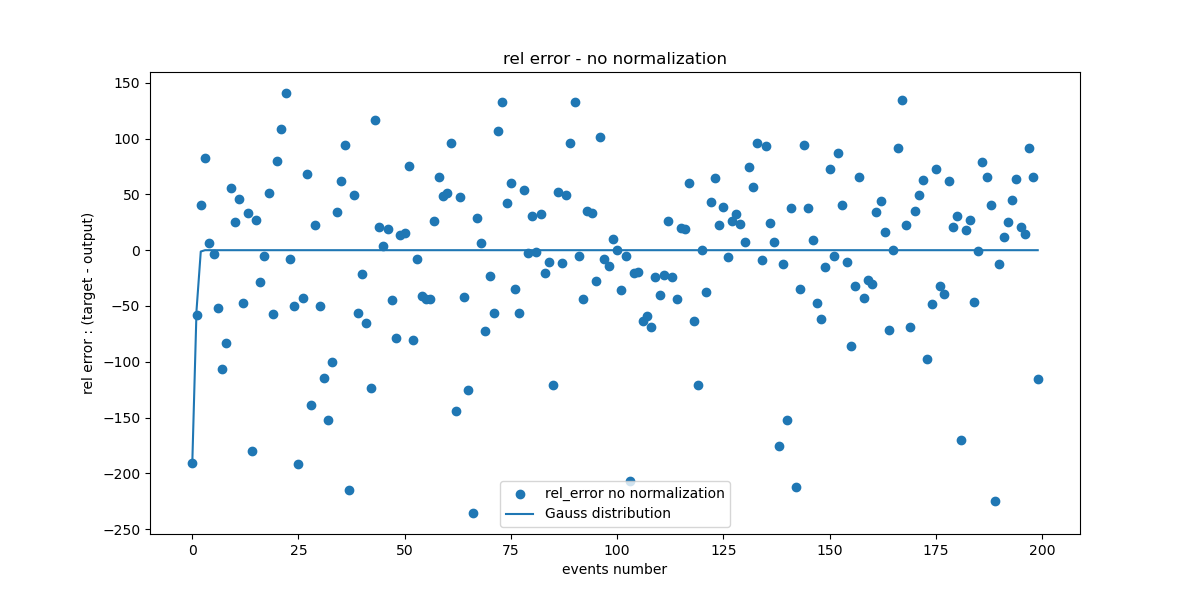 rel error - no normalization
150
100
50
0
−50
−100
−150
−200
−250
rel error : (tarrget - output)
rel_error no normalization
Gauss distribution
0 25 50 75 100 125 150 175 200
events number